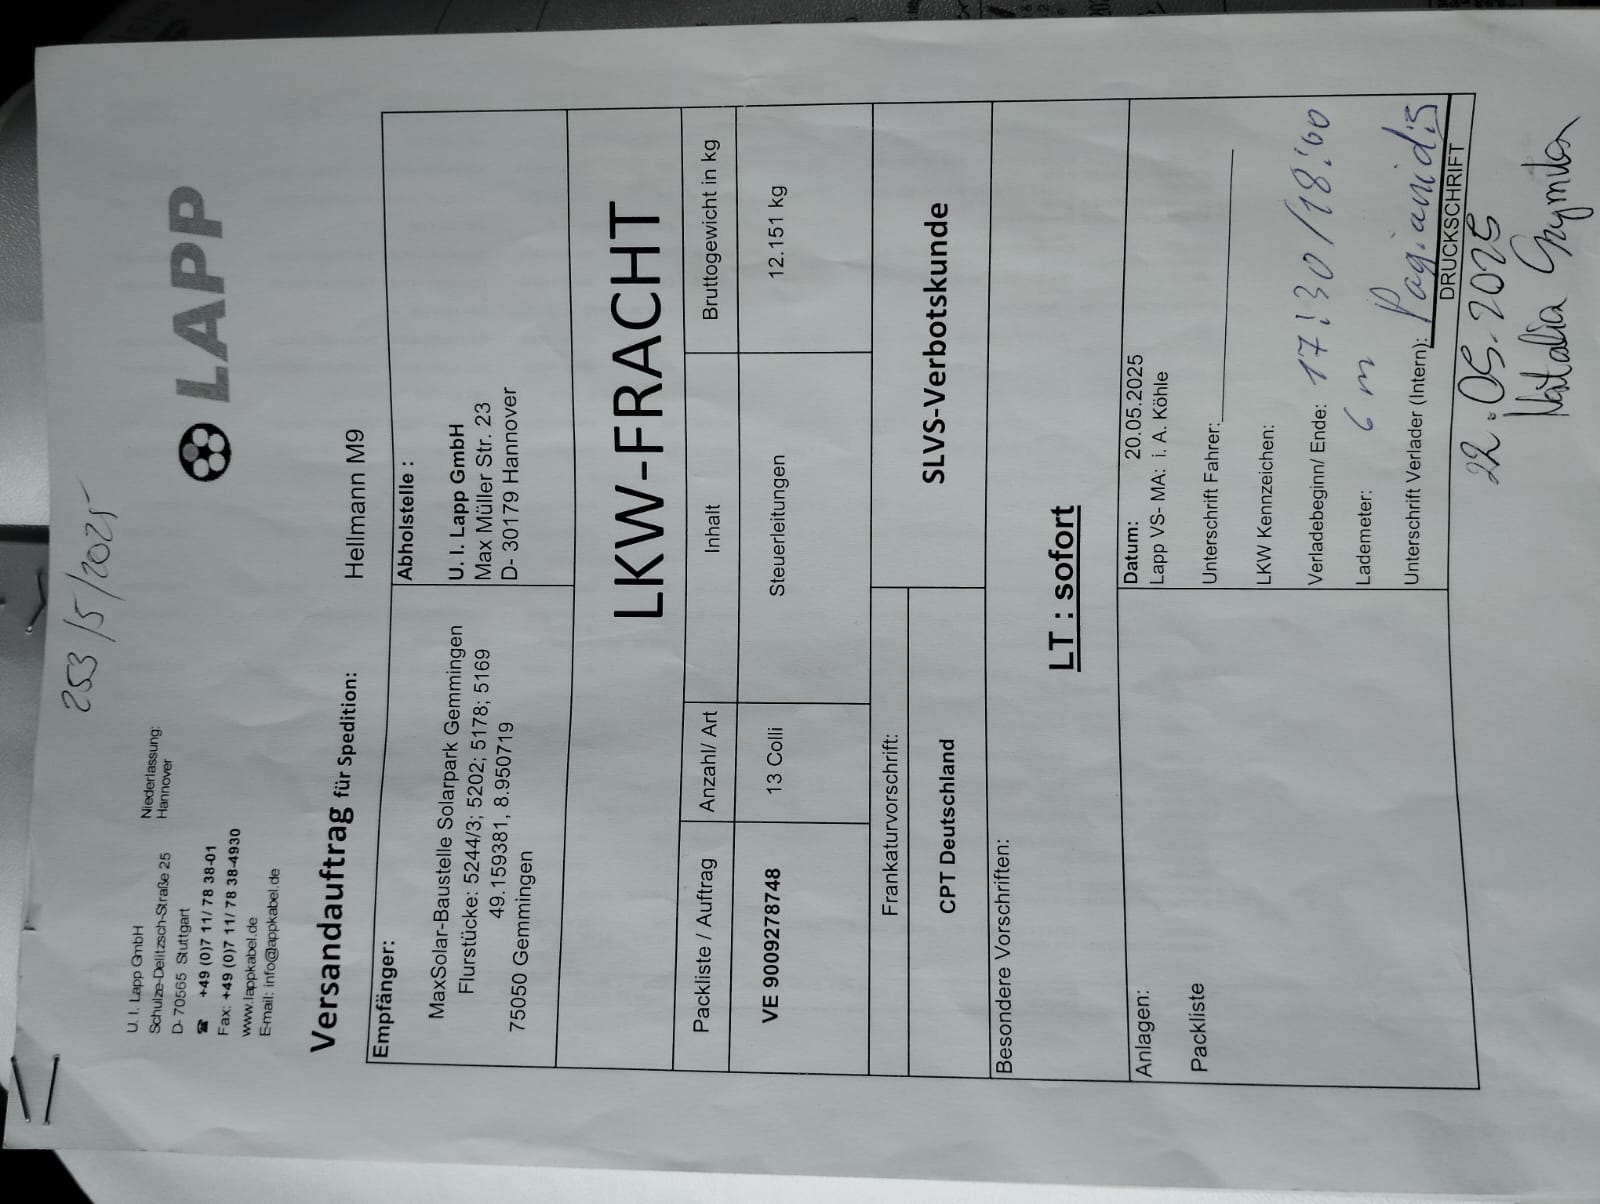 253/5/2025
LAPP
U. I. Lapp GmbH
Schulze-Delitzsch-Straße 25
D- 70565 Stuttgart
☎ +49 (0)7 11/ 78 38-01
Fax: +49 (0)7 11/ 78 38-4930
www.lappkabel.de
E-mail: info@lappkabel.de
Niederlassung:
Hannover
Versandauftrag für Spedition:
Hellmann M9
Empfänger:
MaxSolar-Baustelle Solarpark Gemmingen
Flurstücke: 5244/3; 5202; 5178; 5169
49.159381, 8.950719
75050 Gemmingen
Abholstelle :
U. I. Lapp GmbH
Max Müller Str. 23
D- 30179 Hannover
LKW-FRACHT
Packliste / Auftrag Anzahl/ Art Inhalt Bruttogewicht in kg
VE 9009278748 13 Colli Steuerleitungen 12.151 kg
Frankaturvorschrift:
CPT Deutschland
SLVS-Verbotskunde
Besondere Vorschriften:
LT : sofort
Anlagen:
Packliste
Datum: 20.05.2025
Lapp VS- MA: i. A. Köhle
Unterschrift Fahrer:
LKW Kennzeichen:
Verladebeginn/ Ende: 17:30/18:00
Lademeter: 6 m
Unterschrift Verlader (Intern): Pagianidis
DRUCKSCHRIFT
22.05.2025
Natalia